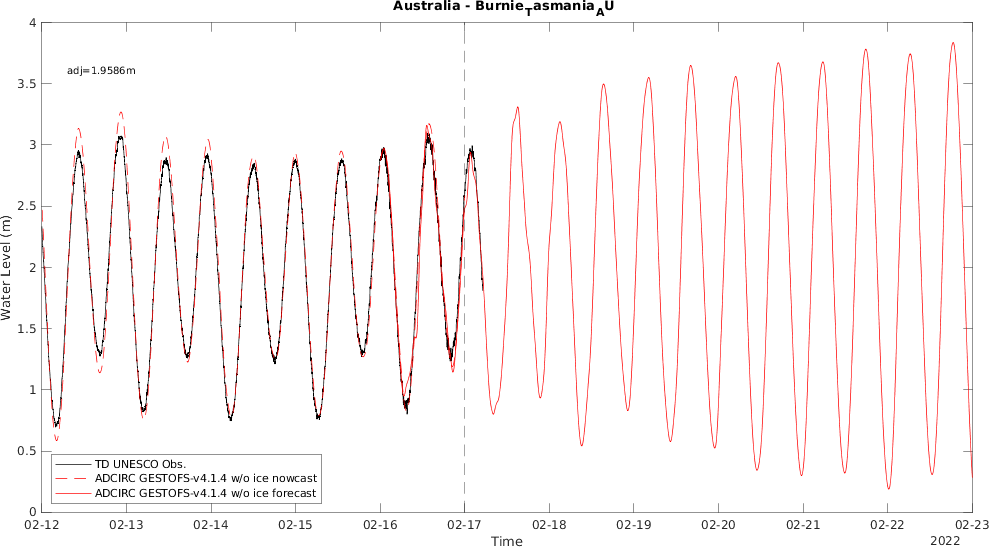 Australia - Burnie_Tasmania_AU
4
3.5
3
2.5
2
1.5
1
0.5
0
Water Level (m)
adj=1.9586m
TD UNESCO Obs.
ADCIRC GESTOFS-v4.1.4 w/o ice nowcast
ADCIRC GESTOFS-v4.1.4 w/o ice forecast
02-12 02-13 02-14 02-15 02-16 02-17 02-18 02-19 02-20 02-21 02-22 02-23
Time
2022